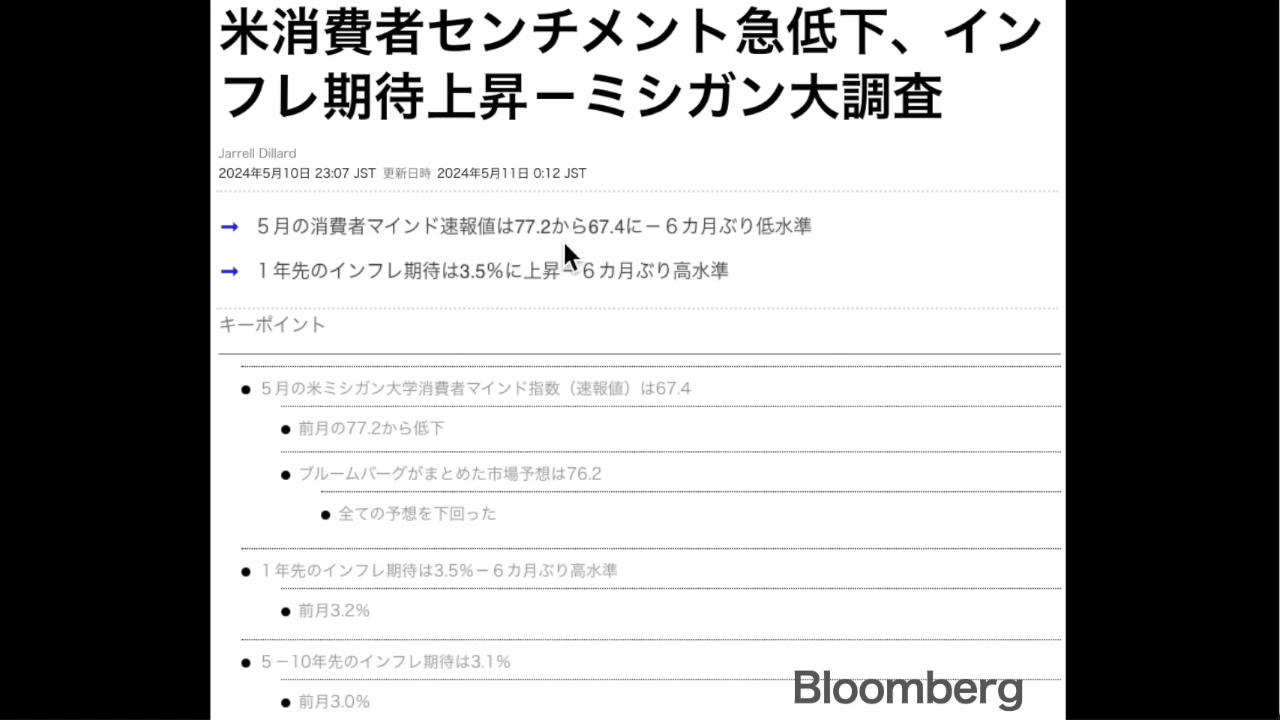 米消費者センチメント急低下、イン
フレ期待上昇ーミシガン大調査
Jarrell Dillard
2024年5月10日 23:07 JST 更新日時 2024年5月11日 0:12 JST
➞ ５月の消費者マインド速報値は77.2から67.4に－６カ月ぶり低水準
➞ １年先のインフレ期待は3.5％に上昇－６カ月ぶり高水準
キーポイント
● ５月の米ミシガン大学消費者マインド指数（速報値）は67.4
● 前月の77.2から低下
● ブルームバーグがまとめた市場予想は76.2
● 全ての予想を下回った
● １年先のインフレ期待は3.5％－６カ月ぶり高水準
● 前月3.2％
● ５－10年先のインフレ期待は3.1％
● 前月3.0％
Bloomberg